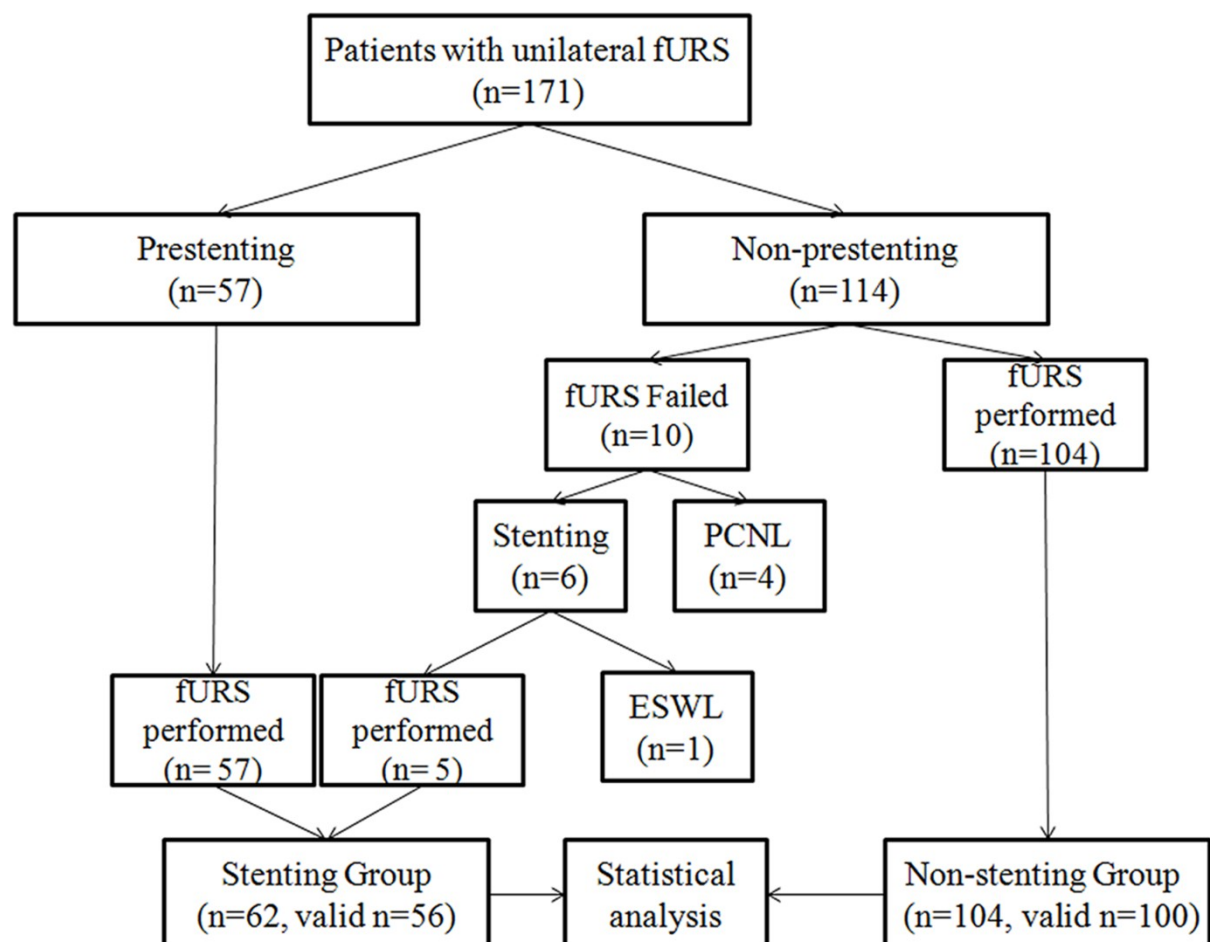 Patients with unilateral fURS
(n=171)
Prestenting
(n=57)
Non-prestenting
(n=114)
fURS Failed
(n=10)
fURS
performed
(n=104)
Stenting
(n=6)
PCNL
(n=4)
fURS
performed
(n= 57)
fURS
performed
(n= 5)
ESWL
(n=1)
Stenting Group
(n=62, valid n=56)
Statistical
analysis
Non-stenting Group
(n=104, valid n=100)